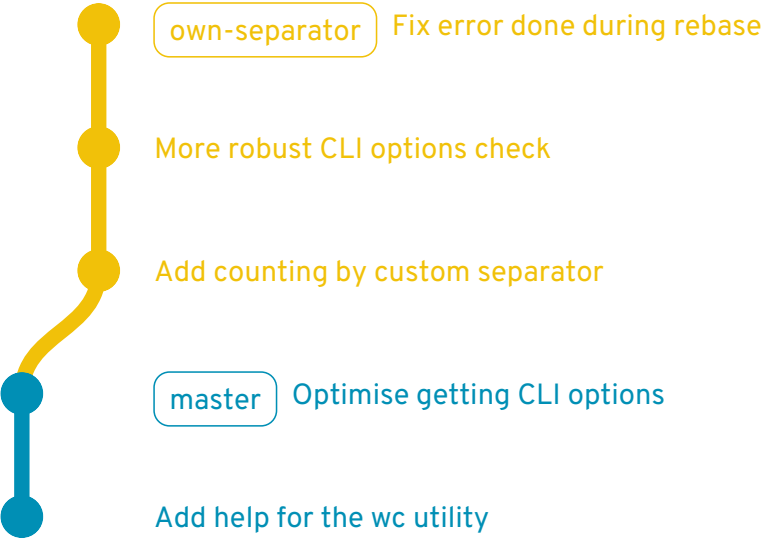 own-separator Fix error done during rebase
More robust CLI options check
Add counting by custom separator
master Optimise getting CLI options
Add help for the wc utility